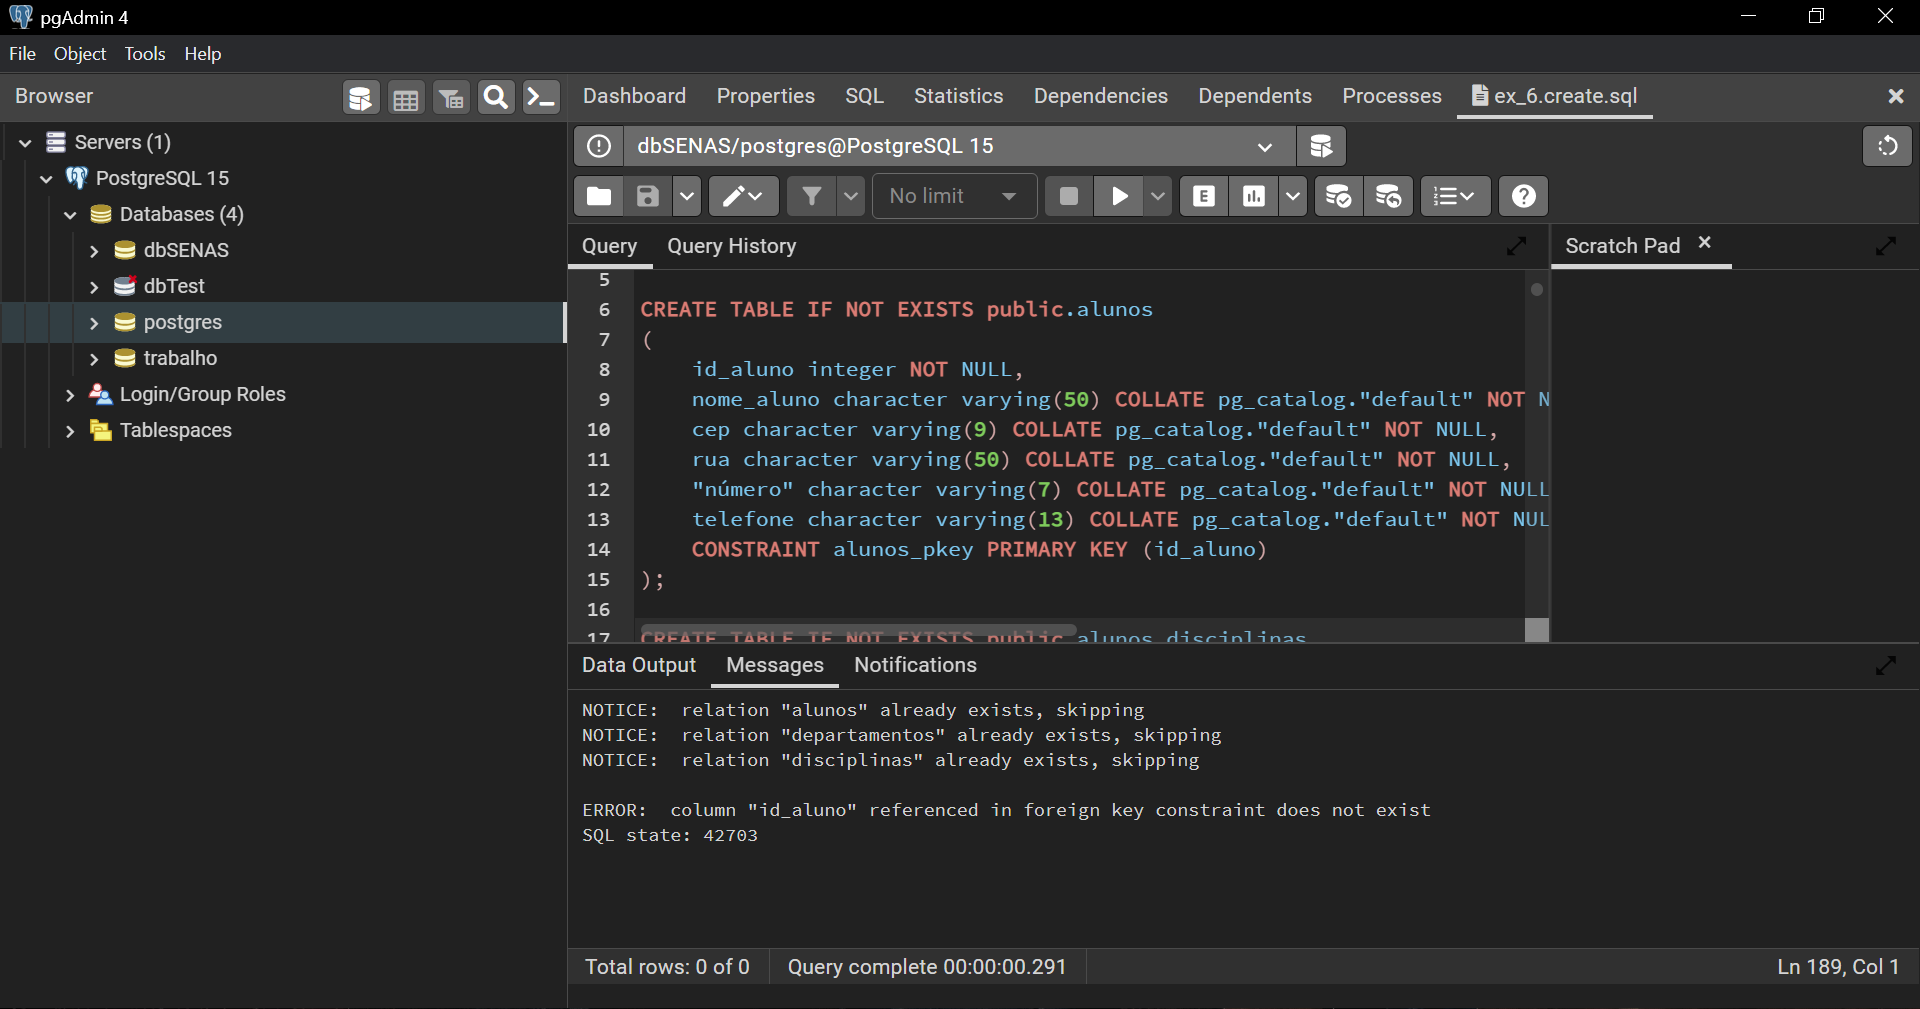 pgAdmin 4
File Object Tools Help
Browser
Dashboard Properties SQL Statistics Dependencies Dependents Processes ex_6.create.sql
Servers (1)
PostgreSQL 15
Databases (4)
dbSENAS
dbTest
postgres
trabalho
Login/Group Roles
Tablespaces
dbSENAS/postgres@PostgreSQL 15
No limit
E
Query Query History
Scratch Pad
5
6 CREATE TABLE IF NOT EXISTS public.alunos
7 (
8 id_aluno integer NOT NULL,
9 nome_aluno character varying(50) COLLATE pg_catalog."default" NOT N
10 cep character varying(9) COLLATE pg_catalog."default" NOT NULL,
11 rua character varying(50) COLLATE pg_catalog."default" NOT NULL,
12 "número" character varying(7) COLLATE pg_catalog."default" NOT NULL
13 telefone character varying(13) COLLATE pg_catalog."default" NOT NUL
14 CONSTRAINT alunos_pkey PRIMARY KEY (id_aluno)
15 );
16
17 CREATE TABLE IF NOT EXISTS public.alunos_disciplinas
Data Output Messages Notifications
NOTICE: relation "alunos" already exists, skipping
NOTICE: relation "departamentos" already exists, skipping
NOTICE: relation "disciplinas" already exists, skipping
ERROR: column "id_aluno" referenced in foreign key constraint does not exist
SQL state: 42703
Total rows: 0 of 0 Query complete 00:00:00.291 Ln 189, Col 1